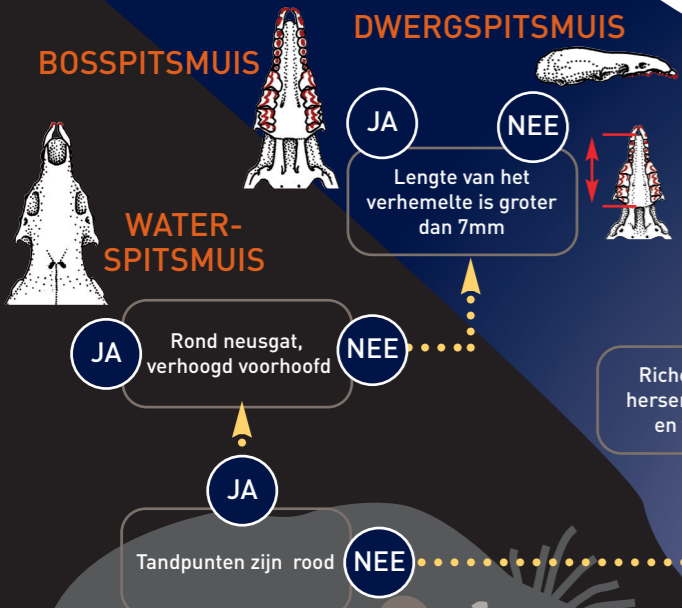 DWERGSPITSMUIS
BOSSPITSMUIS
JA
NEE
Lengte van het
verhemelte is groter
dan 7mm
WATER-
SPITSMUIS
JA
Rond neusgat,
verhoogd voorhoofd
NEE
en
JA
Tandpunten zijn rood
NEE